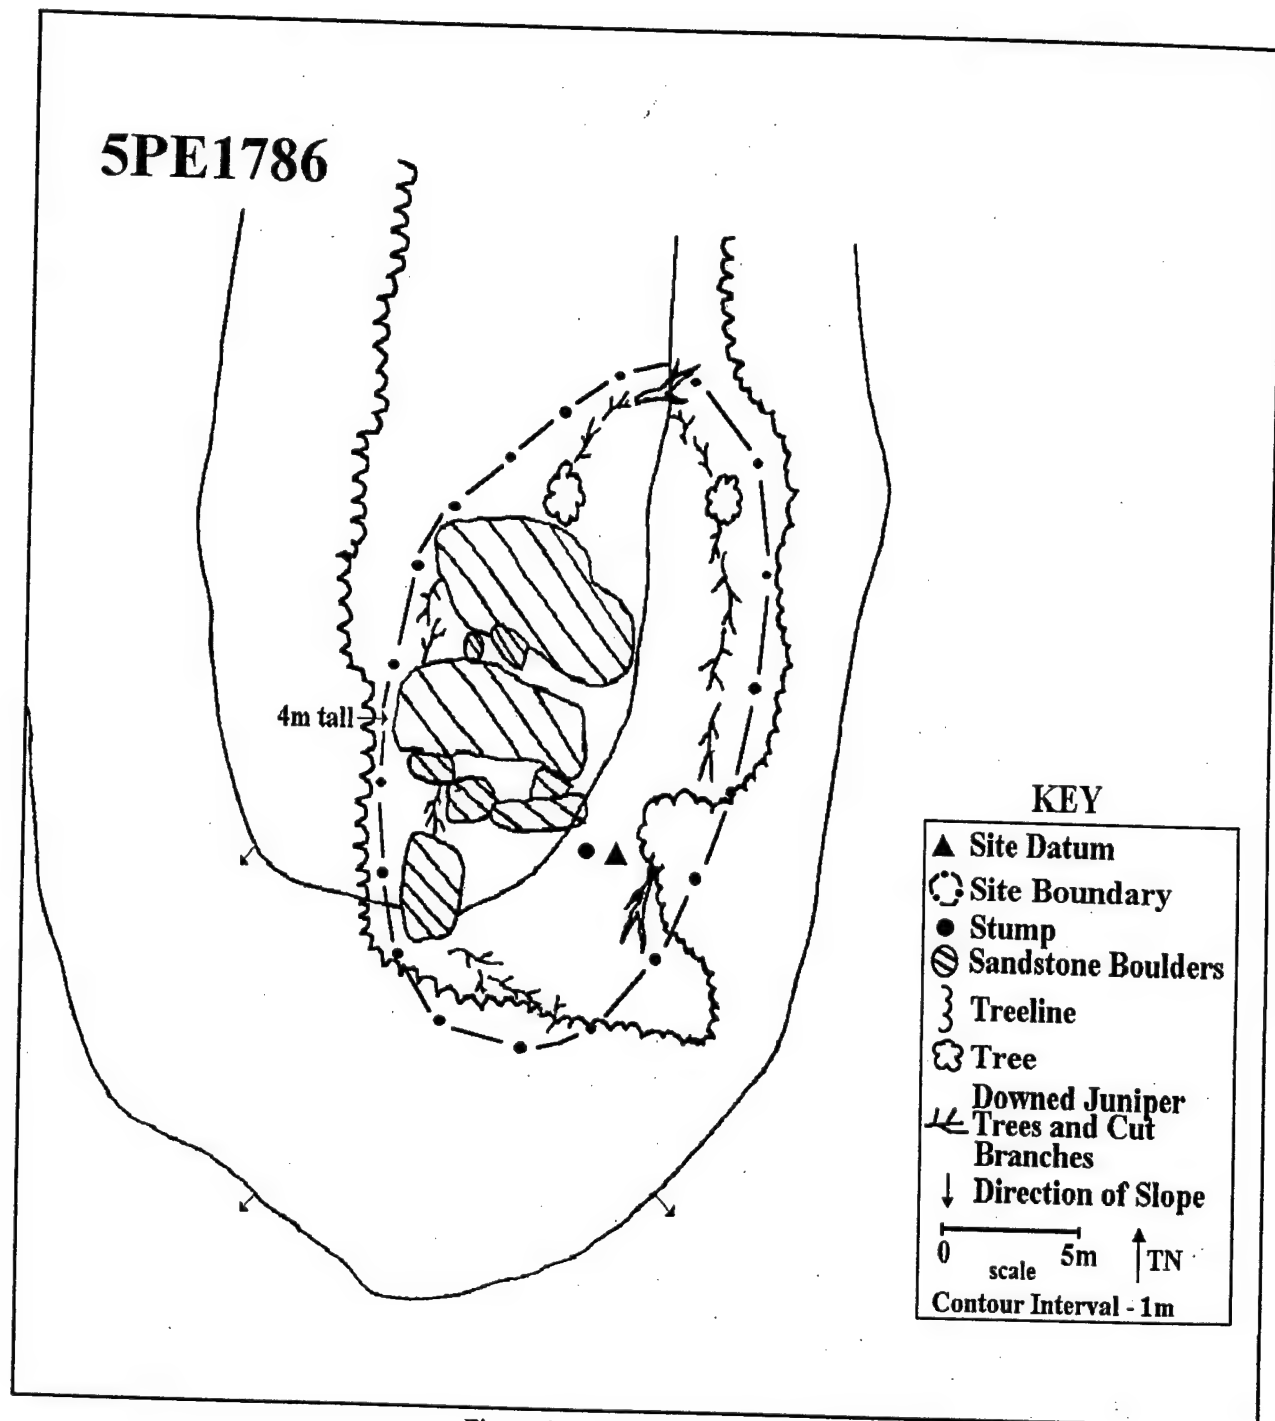 5PE1786
4m tall
KEY
Site Datum
Site Boundary
Stump
Sandstone Boulders
Treeline
Tree
Downed Juniper
Trees and Cut
Branches
Direction of Slope
0 5m
scale
TN
Contour Interval - 1m